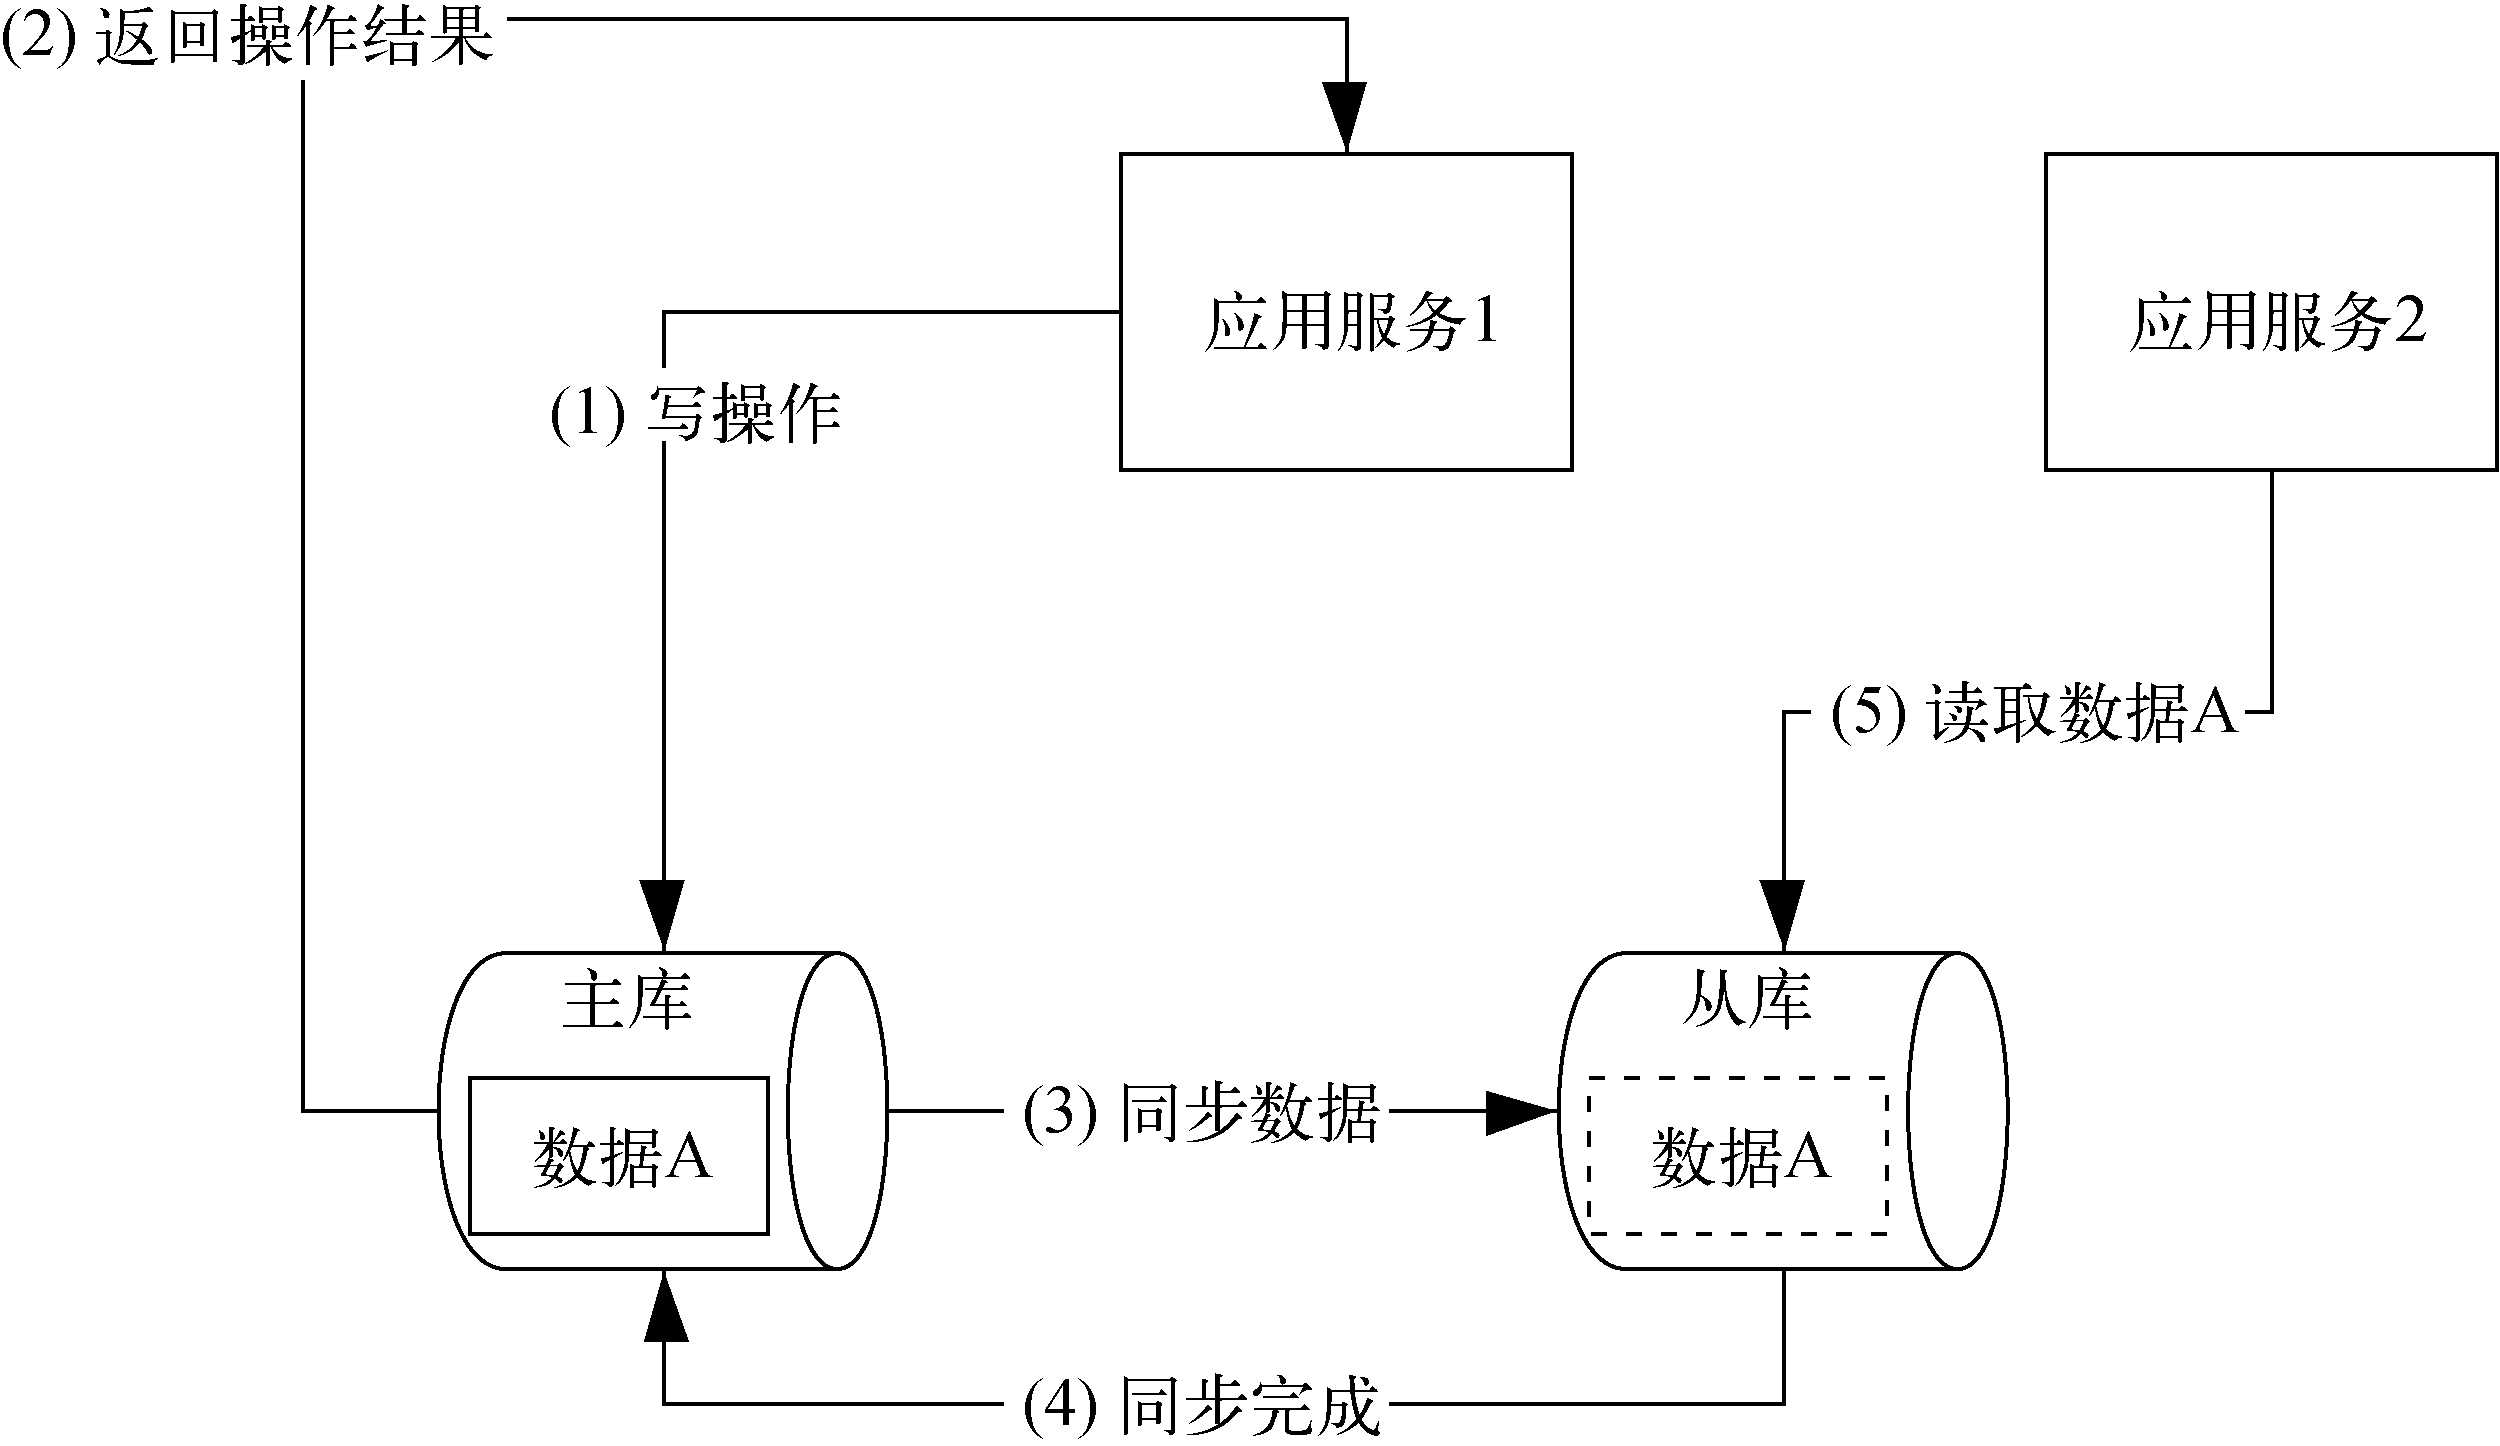 (2) 返回操作结果
应用服务1
应用服务2
(1) 写操作
(5) 读取数据A
主库
从库
(3) 同步数据
数据A
数据A
(4) 同步完成